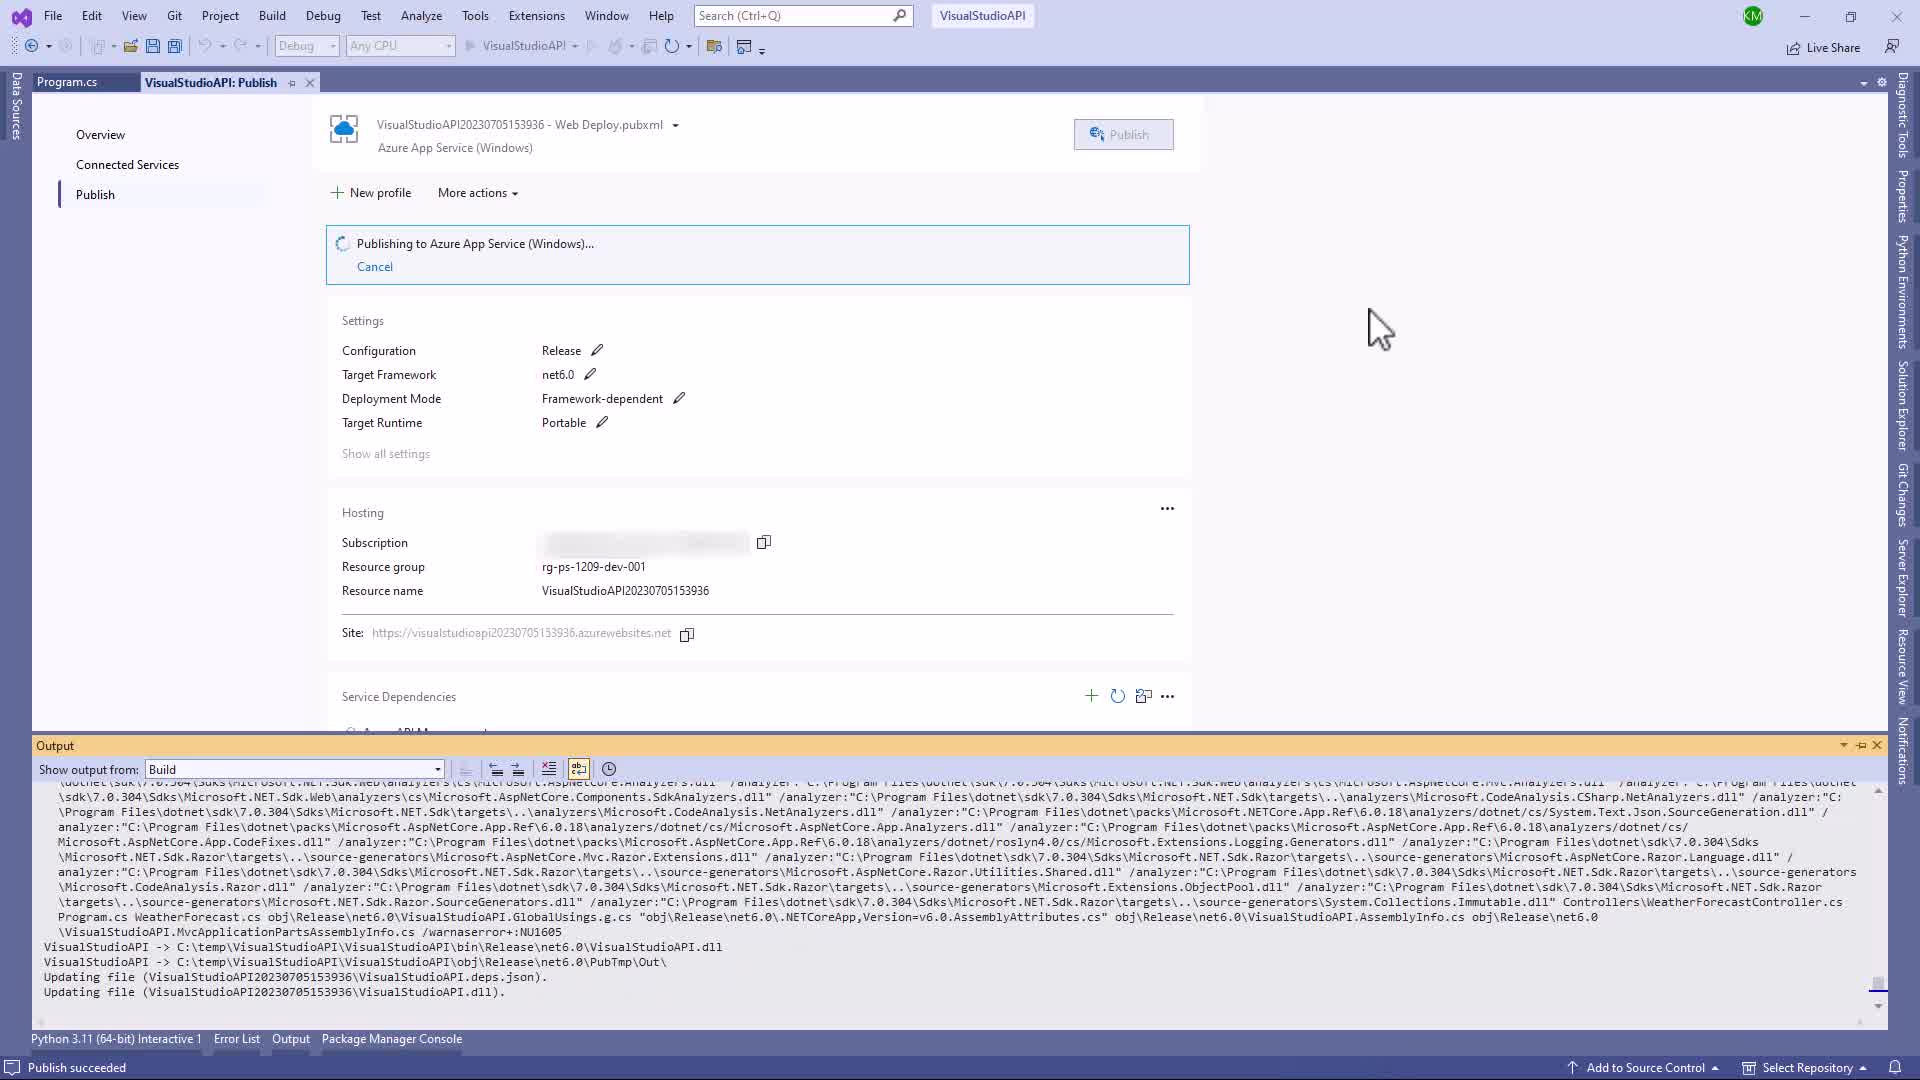 File Edit View Git Project Build Debug Test Analyze Tools Extensions Window Help Search (Ctrl+Q) VisualStudioAPI KM
Debug Any CPU VisualStudioAPI Live Share
Data Sources
Program.cs VisualStudioAPI: Publish
Overview
Connected Services
Publish
VisualStudioAPI20230705153936 - Web Deploy.pubxml
Azure App Service (Windows)
Publish
New profile More actions
Publishing to Azure App Service (Windows)...
Cancel
Settings
Configuration Release
Target Framework net6.0
Deployment Mode Framework-dependent
Target Runtime Portable
Show all settings
Hosting
Subscription
Resource group rg-ps-1209-dev-001
Resource name VisualStudioAPI20230705153936
Site: https://visualstudioapi20230705153936.azurewebsites.net
Service Dependencies
Diagnostic Tools
Properties
Python Environments
Solution Explorer
Git Changes
Server Explorer
Resource View
Notifications
Output
Show output from: Build
\sdk\7.0.304\Sdks\Microsoft.NET.Sdk.Web\analyzers\cs\Microsoft.AspNetCore.Components.SdkAnalyzers.dll" /analyzer:"C:\Program Files\dotnet\sdk\7.0.304\Sdks\Microsoft.NET.Sdk\targets\..\analyzers\Microsoft.CodeAnalysis.CSharp.NetAnalyzers.dll" /analyzer:"C:
\Program Files\dotnet\sdk\7.0.304\Sdks\Microsoft.NET.Sdk\targets\..\analyzers\Microsoft.CodeAnalysis.NetAnalyzers.dll" /analyzer:"C:\Program Files\dotnet\packs\Microsoft.NETCore.App.Ref\6.0.18\analyzers/dotnet/cs/System.Text.Json.SourceGeneration.dll" /
analyzer:"C:\Program Files\dotnet\packs\Microsoft.AspNetCore.App.Ref\6.0.18\analyzers/dotnet/cs/Microsoft.AspNetCore.App.Analyzers.dll" /analyzer:"C:\Program Files\dotnet\packs\Microsoft.AspNetCore.App.Ref\6.0.18\analyzers/dotnet/cs/
Microsoft.AspNetCore.App.CodeFixes.dll" /analyzer:"C:\Program Files\dotnet\packs\Microsoft.AspNetCore.App.Ref\6.0.18\analyzers/dotnet/roslyn4.0/cs/Microsoft.Extensions.Logging.Generators.dll" /analyzer:"C:\Program Files\dotnet\sdk\7.0.304\Sdks
\Microsoft.NET.Sdk.Razor\targets\..\source-generators\Microsoft.AspNetCore.Mvc.Razor.Extensions.dll" /analyzer:"C:\Program Files\dotnet\sdk\7.0.304\Sdks\Microsoft.NET.Sdk.Razor\targets\..\source-generators\Microsoft.AspNetCore.Razor.Language.dll" /
analyzer:"C:\Program Files\dotnet\sdk\7.0.304\Sdks\Microsoft.NET.Sdk.Razor\targets\..\source-generators\Microsoft.AspNetCore.Razor.Utilities.Shared.dll" /analyzer:"C:\Program Files\dotnet\sdk\7.0.304\Sdks\Microsoft.NET.Sdk.Razor\targets\..\source-generators
\Microsoft.CodeAnalysis.Razor.dll" /analyzer:"C:\Program Files\dotnet\sdk\7.0.304\Sdks\Microsoft.NET.Sdk.Razor\targets\..\source-generators\Microsoft.Extensions.ObjectPool.dll" /analyzer:"C:\Program Files\dotnet\sdk\7.0.304\Sdks\Microsoft.NET.Sdk.Razor
\targets\..\source-generators\Microsoft.NET.Sdk.Razor.SourceGenerators.dll" /analyzer:"C:\Program Files\dotnet\sdk\7.0.304\Sdks\Microsoft.NET.Sdk.Razor\targets\..\source-generators\System.Collections.Immutable.dll" Controllers\WeatherForecastController.cs
Program.cs WeatherForecast.cs obj\Release\net6.0\VisualStudioAPI.GlobalUsings.g.cs "obj\Release\net6.0\.NETCoreApp,Version=v6.0.AssemblyAttributes.cs" obj\Release\net6.0\VisualStudioAPI.AssemblyInfo.cs obj\Release\net6.0
\VisualStudioAPI.MvcApplicationPartsAssemblyInfo.cs /warnaserror+:NU1605
VisualStudioAPI -> C:\temp\VisualStudioAPI\VisualStudioAPI\bin\Release\net6.0\VisualStudioAPI.dll
VisualStudioAPI -> C:\temp\VisualStudioAPI\VisualStudioAPI\obj\Release\net6.0\PubTmp\Out\
Updating file (VisualStudioAPI20230705153936\VisualStudioAPI.deps.json).
Updating file (VisualStudioAPI20230705153936\VisualStudioAPI.dll).
Python 3.11 (64-bit) Interactive 1 Error List Output Package Manager Console
Publish succeeded Add to Source Control Select Repository